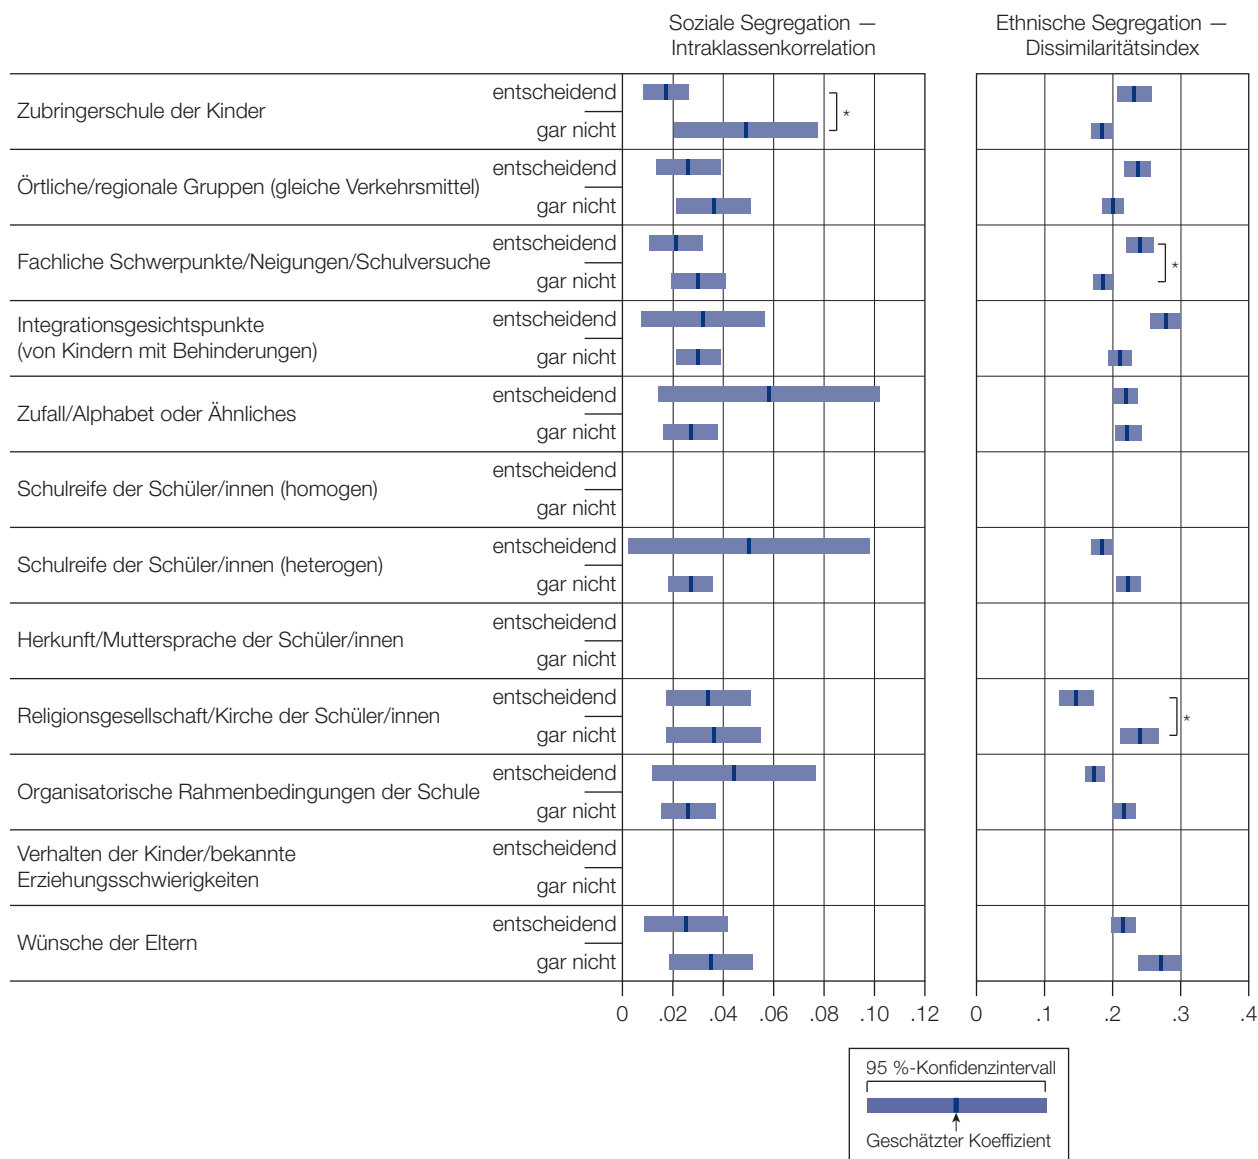 Soziale Segregation —
Intraklassenkorrelation
Ethnische Segregation —
Dissimilaritätsindex
Zubringerschule der Kinder
entscheidend
gar nicht
*
Örtliche/regionale Gruppen (gleiche Verkehrsmittel)
entscheidend
gar nicht
Fachliche Schwerpunkte/Neigungen/Schulversuche
entscheidend
gar nicht
*
Integrationsgesichtspunkte
(von Kindern mit Behinderungen)
entscheidend
gar nicht
Zufall/Alphabet oder Ähnliches
entscheidend
gar nicht
Schulreife der Schüler/innen (homogen)
entscheidend
gar nicht
Schulreife der Schüler/innen (heterogen)
entscheidend
gar nicht
Herkunft/Muttersprache der Schüler/innen
entscheidend
gar nicht
Religionsgesellschaft/Kirche der Schüler/innen
entscheidend
gar nicht
*
Organisatorische Rahmenbedingungen der Schule
entscheidend
gar nicht
Verhalten der Kinder/bekannte
Erziehungsschwierigkeiten
entscheidend
gar nicht
Wünsche der Eltern
entscheidend
gar nicht
0 .02 .04 .06 .08 .10 .12
0 .1 .2 .3 .4
95 %-Konfidenzintervall
Geschätzter Koeffizient